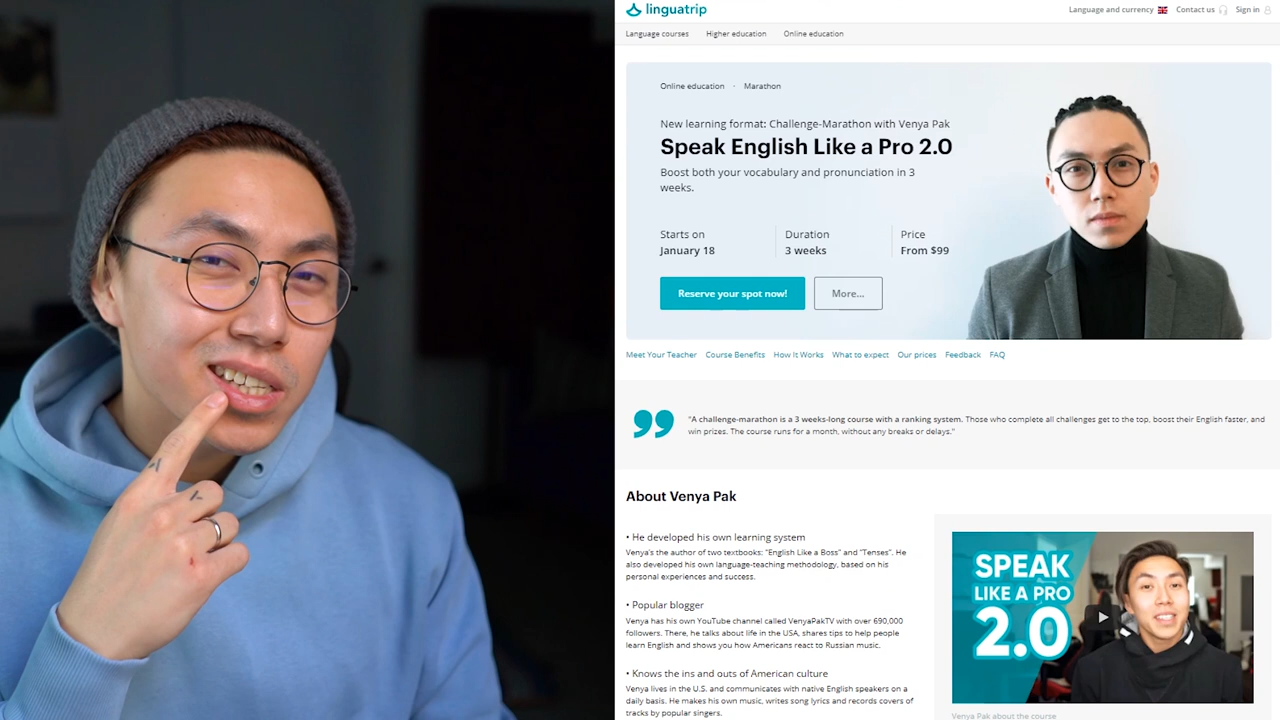 linguatrip
Language and currency
Contact us
Sign in
Language courses
Higher education
Online education
Online education · Marathon
New learning format: Challenge-Marathon with Venya Pak
Speak English Like a Pro 2.0
Boost both your vocabulary and pronunciation in 3
weeks.
Starts on
January 18
Duration
3 weeks
Price
From $99
Reserve your spot now!
More...
Meet Your Teacher
Course Benefits
How It Works
What to expect
Our prices
Feedback
FAQ
"A challenge-marathon is a 3 weeks-long course with a ranking system. Those who complete all challenges get to the top, boost their English faster, and
win prizes. The course runs for a month, without any breaks or delays."
About Venya Pak
• He developed his own learning system
Venya's the author of two textbooks: "English Like a Boss" and "Tenses". He
also developed his own language-teaching methodology, based on his
personal experiences and success.
• Popular blogger
Venya has his own YouTube channel called VenyaPakTV with over 690,000
followers. There, he talks about life in the USA, shares tips to help people
learn English and shows you how Americans react to Russian music.
• Knows the ins and outs of American culture
Venya lives in the U.S. and communicates with native English speakers on a
daily basis. He makes his own music, writes song lyrics and records covers of
tracks by popular singers.
SPEAK
LIKE A PRO
2.0
Venya Pak about the course